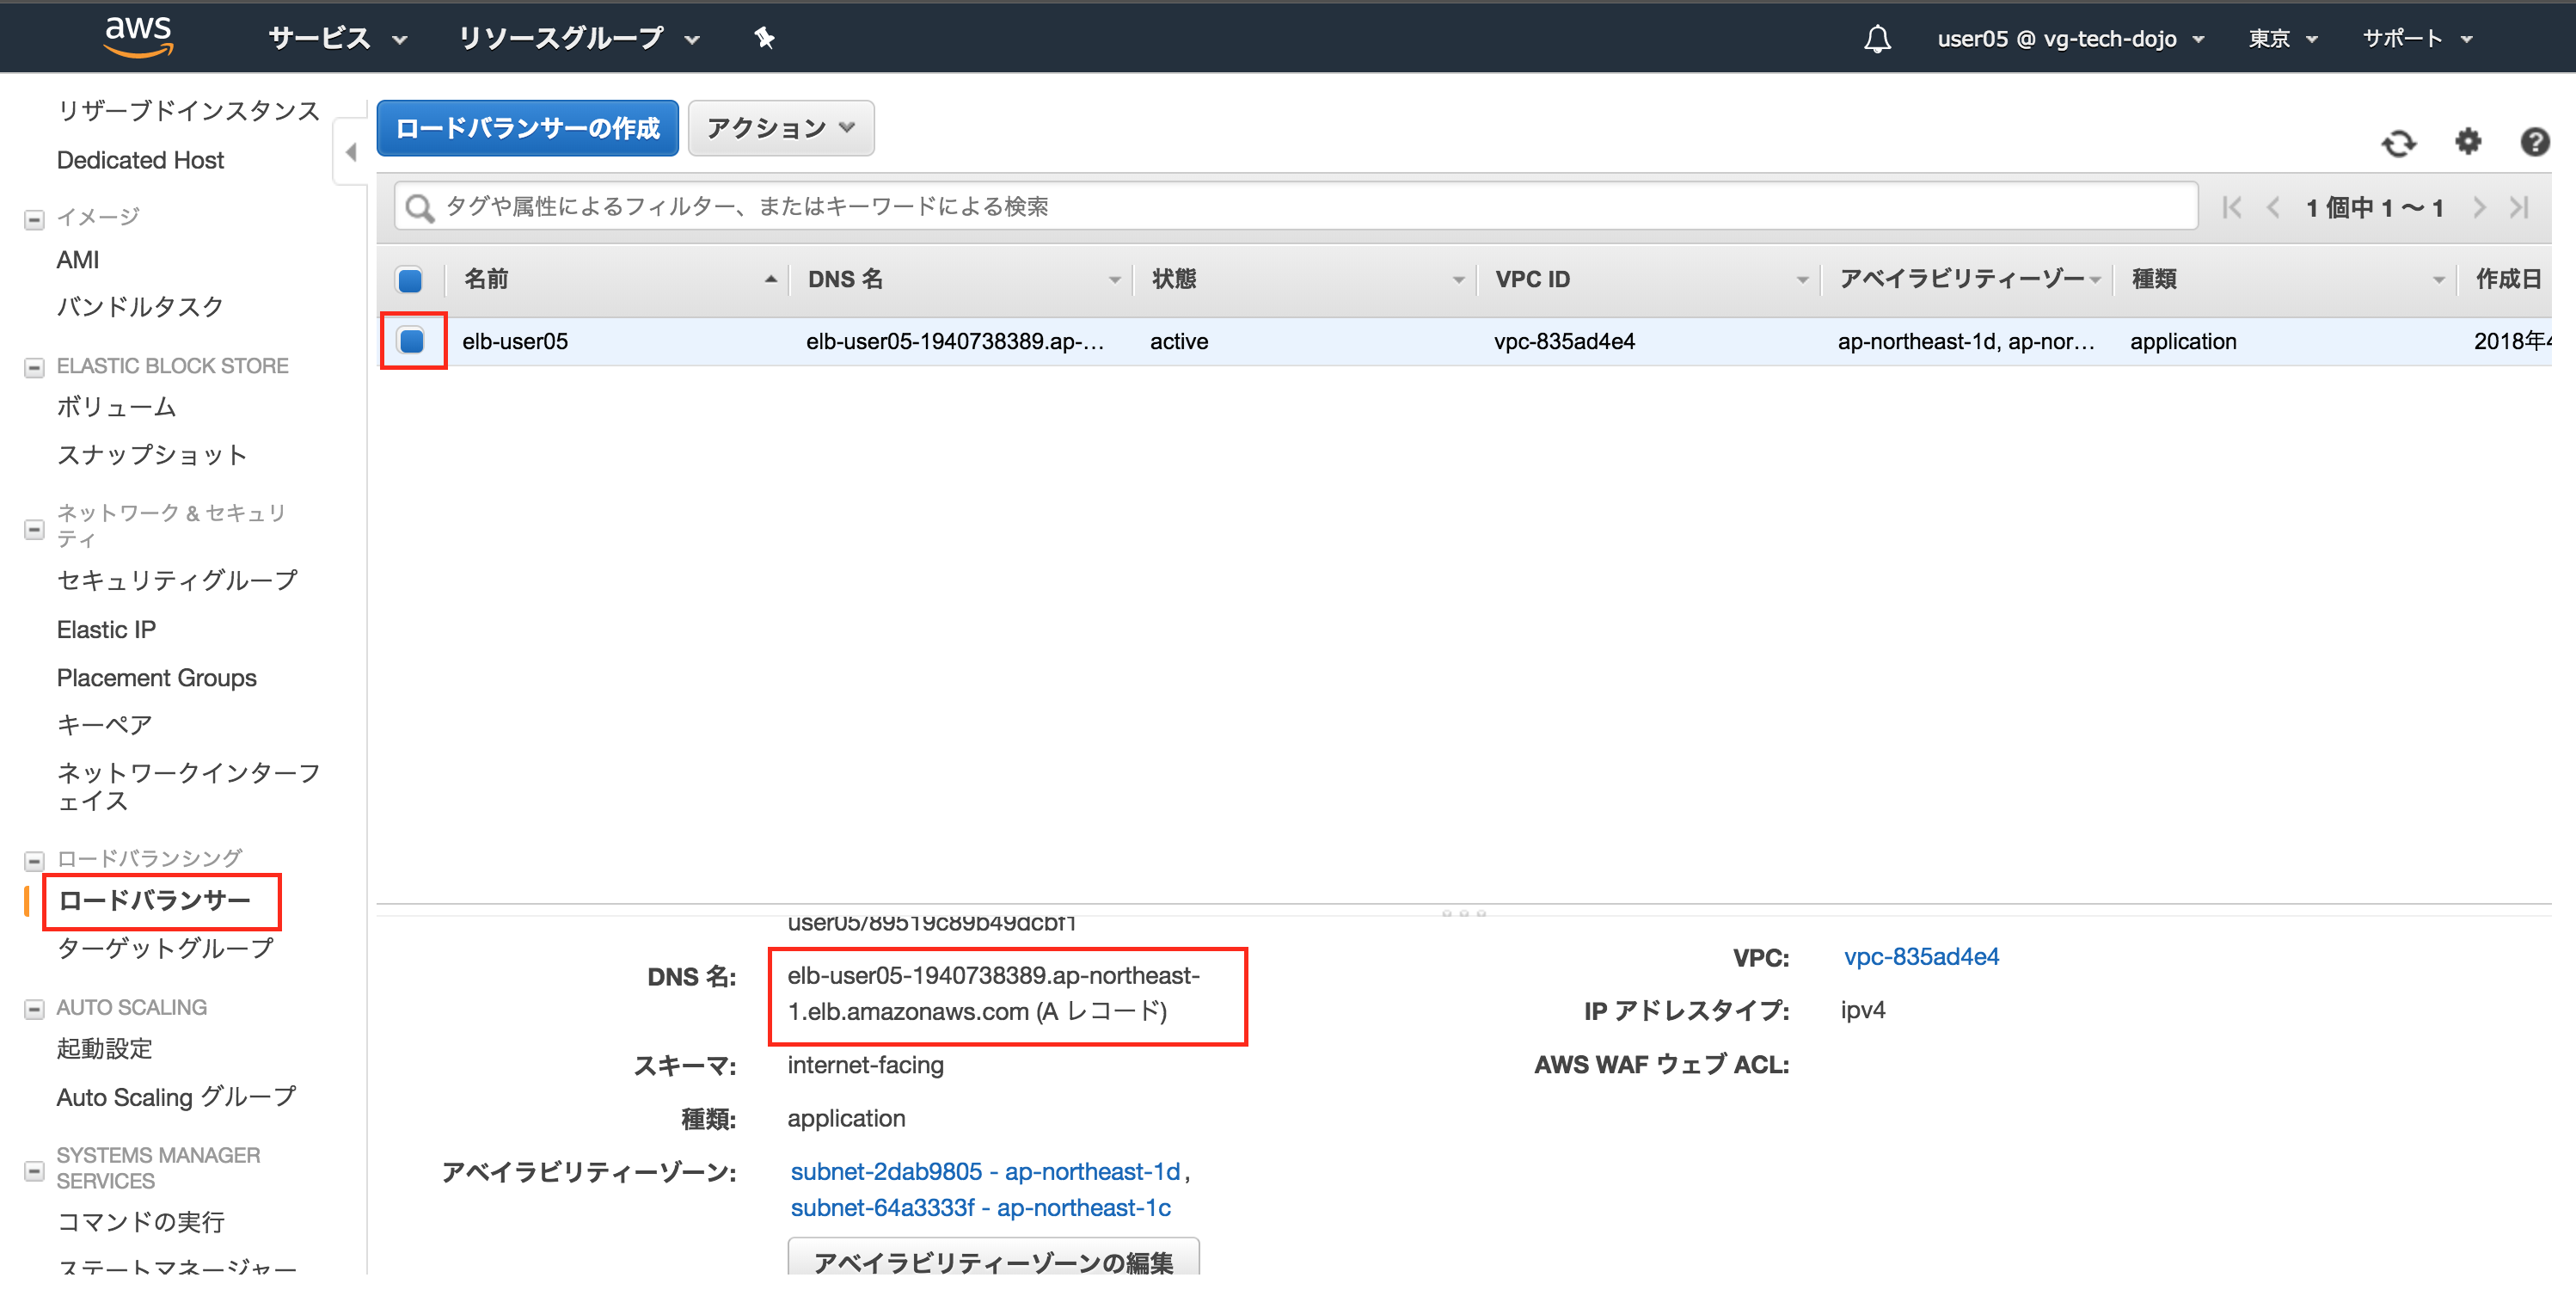 aws
サービス
リソースグループ
user05 @ vg-tech-dojo
東京
サポート
リザーブドインスタンス
Dedicated Host
イメージ
AMI
バンドルタスク
ELASTIC BLOCK STORE
ボリューム
スナップショット
ネットワーク & セキュリ
ティ
セキュリティグループ
Elastic IP
Placement Groups
キーペア
ネットワークインターフ
ェイス
ロードバランシング
ロードバランサー
ターゲットグループ
AUTO SCALING
起動設定
Auto Scaling グループ
SYSTEMS MANAGER
SERVICES
コマンドの実行
ステートマネージャー
ロードバランサーの作成
アクション
タグや属性によるフィルター、またはキーワードによる検索
1 個中 1 〜 1
名前 DNS 名 状態 VPC ID アベイラビリティーゾー 種類 作成日
elb-user05 elb-user05-1940738389.ap-... active vpc-835ad4e4 ap-northeast-1d, ap-nor... application 2018年4
user05/89519c89b49dcbf1
DNS 名: elb-user05-1940738389.ap-northeast-
1.elb.amazonaws.com (A レコード)
スキーマ: internet-facing
種類: application
アベイラビリティーゾーン: subnet-2dab9805 - ap-northeast-1d,
subnet-64a3333f - ap-northeast-1c
アベイラビリティーゾーンの編集
VPC: vpc-835ad4e4
IP アドレスタイプ: ipv4
AWS WAF ウェブ ACL: